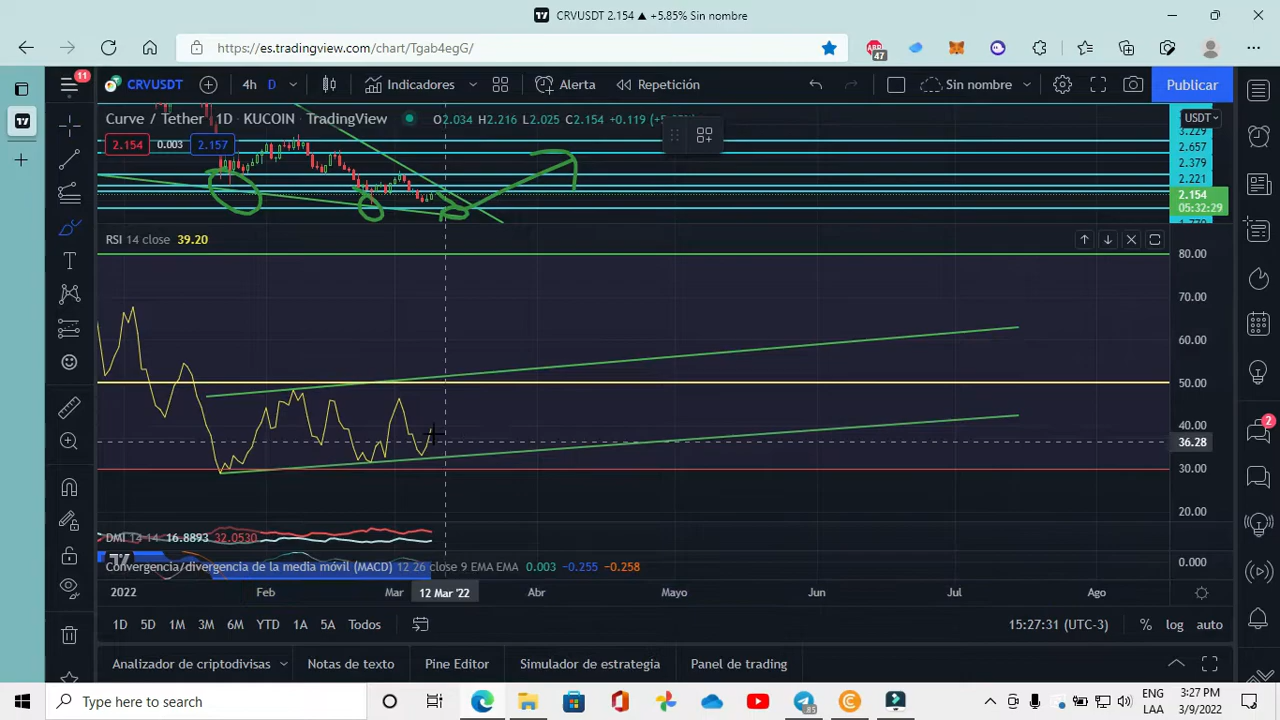 CRVUSDT 2.154 ▲ +5.85% Sin nombre
https://es.tradingview.com/chart/Tgab4egG/
47
11
CRVUSDT 4h D Indicadores Alerta Repetición Sin nombre Publicar
Curve / Tether 1D KUCOIN TradingView O2.034 H2.216 L2.025 C2.154 +0.119
USDT
3.229
2.154 0.003 2.157
2.657
2.379
2.221
2.154
05:32:29
RSI 14 close 39.20
80.00
70.00
60.00
50.00
40.00
36.28
30.00
20.00
DMI 14 14 16.8893 32.0530
Convergencia/divergencia de la media móvil (MACD) 12 26 close 9 EMA EMA 0.003 −0.255 −0.258
0.000
2022 Feb Mar 12 Mar '22 Abr Mayo Jun Jul Ago
1D 5D 1M 3M 6M YTD 1A 5A Todos 15:27:31 (UTC-3) % log auto
Analizador de criptodivisas Notas de texto Pine Editor Simulador de estrategia Panel de trading
2
Type here to search
ENG
LAA
3:27 PM
3/9/2022